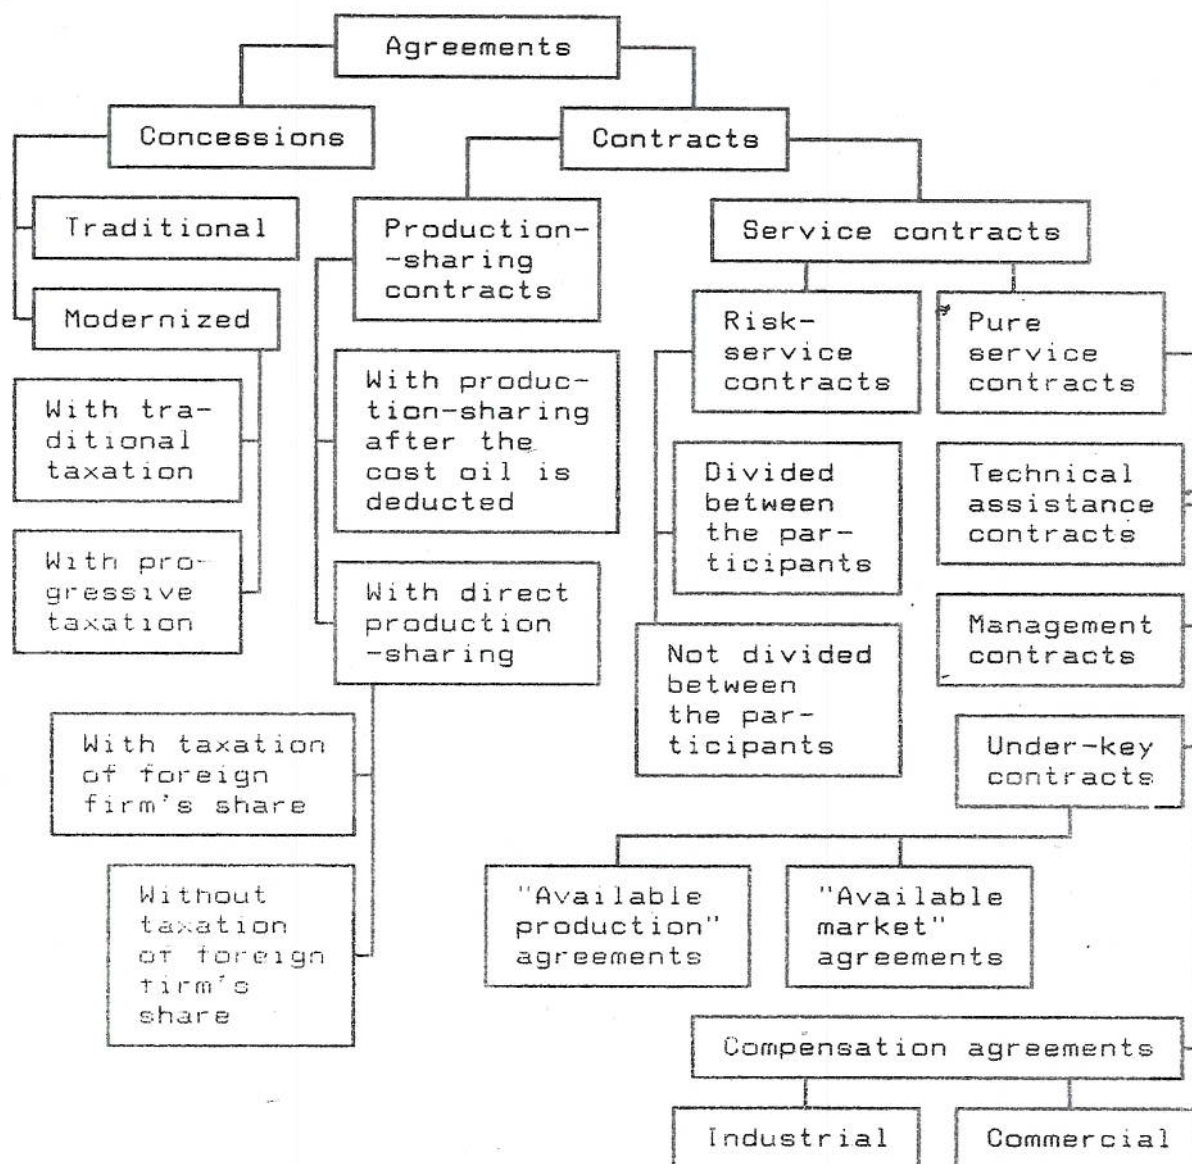 Agreements
Concessions
Contracts
Traditional
Production-
-sharing
contracts
Service contracts
Modernized
Risk-
service
contracts
Pure
service
contracts
With tra-
ditional
taxation
With produc-
tion-sharing
after the
cost oil is
deducted
Divided
between
the par-
ticipants
Technical
assistance
contracts
With pro-
gressive
taxation
With direct
production
-sharing
Not divided
between
the par-
ticipants
Management
contracts
With taxation
of foreign
firm's share
Under-key
contracts
Without
taxation
of foreign
firm's
share
"Available
production"
agreements
"Available
market"
agreements
Compensation agreements
Industrial
Commercial